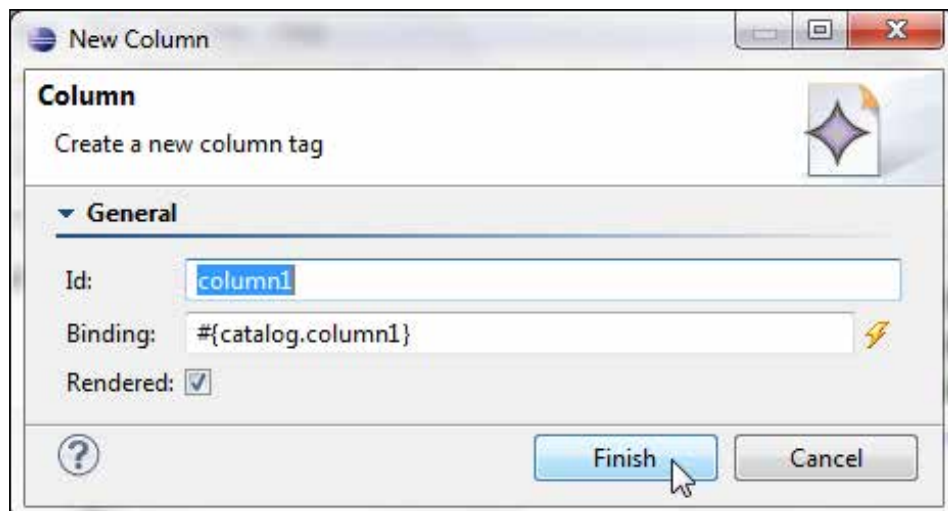 New Column
Column
Create a new column tag
General
Id: column1
Binding: #{catalog.column1}
Rendered:
Finish Cancel